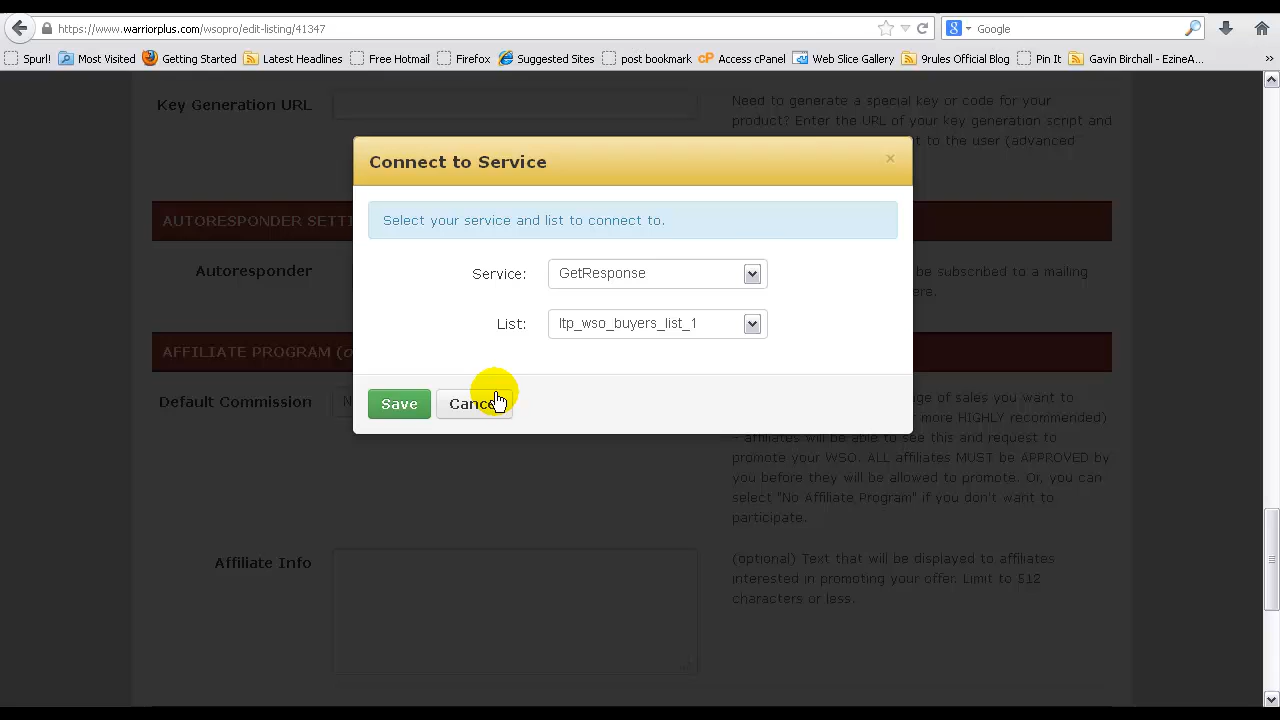 https://www.warriorplus.com/wsopro/edit-listing/41347
Google
Spurl!
Most Visited
Getting Started
Latest Headlines
Free Hotmail
Firefox
Suggested Sites
post bookmark
Access cPanel
Web Slice Gallery
9rules Official Blog
Pin It
Gavin Birchall - EzineA...
»
Key Generation URL
Need to generate a special key or code for your
product? Enter the URL of your key generation script and
t to the user (advanced
Connect to Service
×
Select your service and list to connect to.
Service:
GetResponse
List:
ltp_wso_buyers_list_1
Save
Cancel
AUTORESPONDER SETTI
Autoresponder
be subscribed to a mailing
ere.
AFFILIATE PROGRAM (o
Default Commission
N
ge of sales you want to
more HIGHLY recommended)
– affiliates will be able to see this and request to
promote your WSO. ALL affiliates MUST be APPROVED by
you before they will be allowed to promote. Or, you can
select "No Affiliate Program" if you don't want to
participate.
Affiliate Info
(optional) Text that will be displayed to affiliates
interested in promoting your offer. Limit to 512
characters or less.